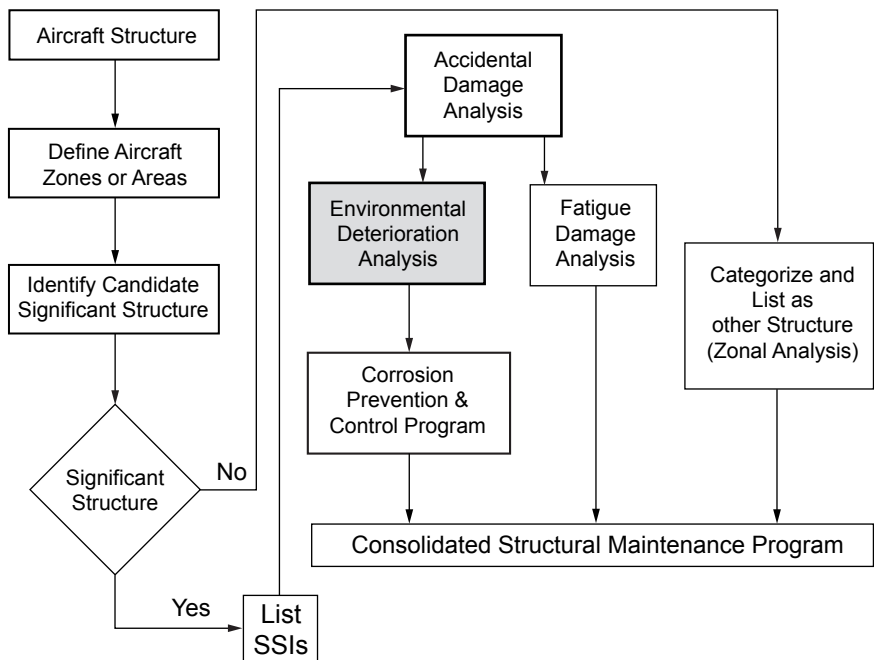 Aircraft Structure
Define Aircraft
Zones or Areas
Identify Candidate
Significant Structure
Significant
Structure
No
Yes
List
SSIs
Accidental
Damage
Analysis
Environmental
Deterioration
Analysis
Fatigue
Damage
Analysis
Corrosion
Prevention &
Control Program
Categorize and
List as
other Structure
(Zonal Analysis)
Consolidated Structural Maintenance Program